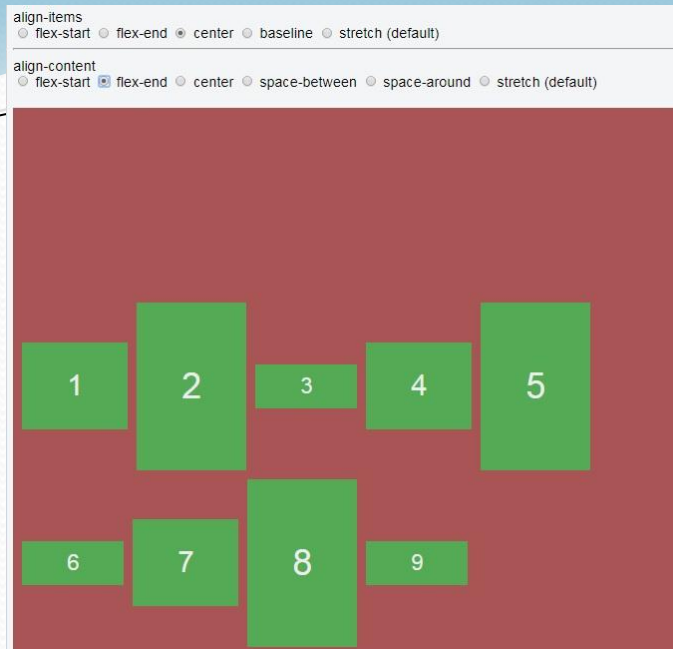 align-items
flex-start flex-end center baseline stretch (default)
align-content
flex-start flex-end center space-between space-around stretch (default)
1 2 3 4 5
6 7 8 9